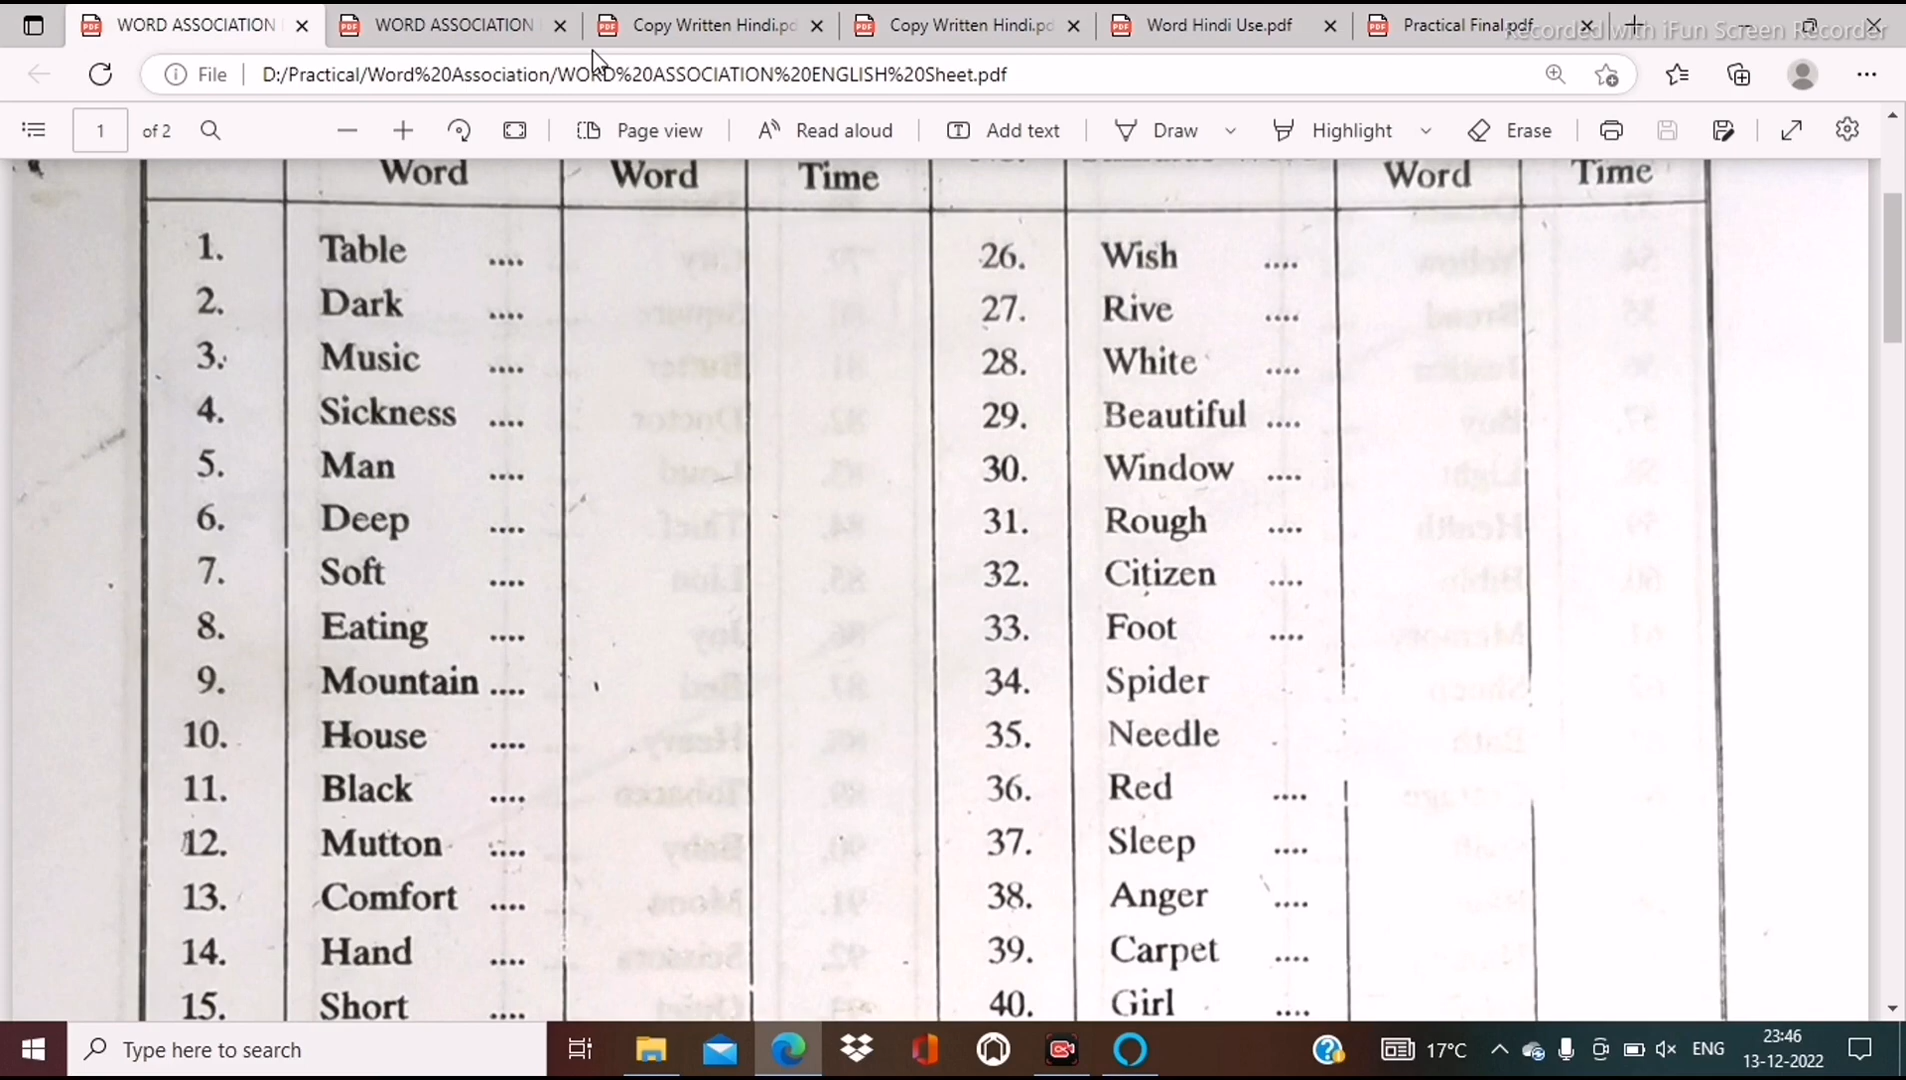 WORD ASSOCIATION
WORD ASSOCIATION
Copy Written Hindi.pd
Copy Written Hindi.pd
Word Hindi Use.pdf
Practical Final.pdf
Recorded with iFun Screen Recorder
File D:/Practical/Word%20Association/WORD%20ASSOCIATION%20ENGLISH%20Sheet.pdf
1 of 2 Page view Read aloud Add text Draw Highlight Erase
Word Word Time Word Time
1. Table .... 26. Wish ....
2. Dark .... 27. Rive ....
3. Music .... 28. White ....
4. Sickness .... 29. Beautiful ....
5. Man .... 30. Window ....
6. Deep .... 31. Rough ....
7. Soft .... 32. Citizen ....
8. Eating .... 33. Foot ....
9. Mountain .... 34. Spider
10. House .... 35. Needle
11. Black .... 36. Red ....
12. Mutton .... 37. Sleep ....
13. Comfort .... 38. Anger ....
14. Hand .... 39. Carpet ....
15. Short .... 40. Girl ....
Type here to search 17°C ENG 23:46
13-12-2022